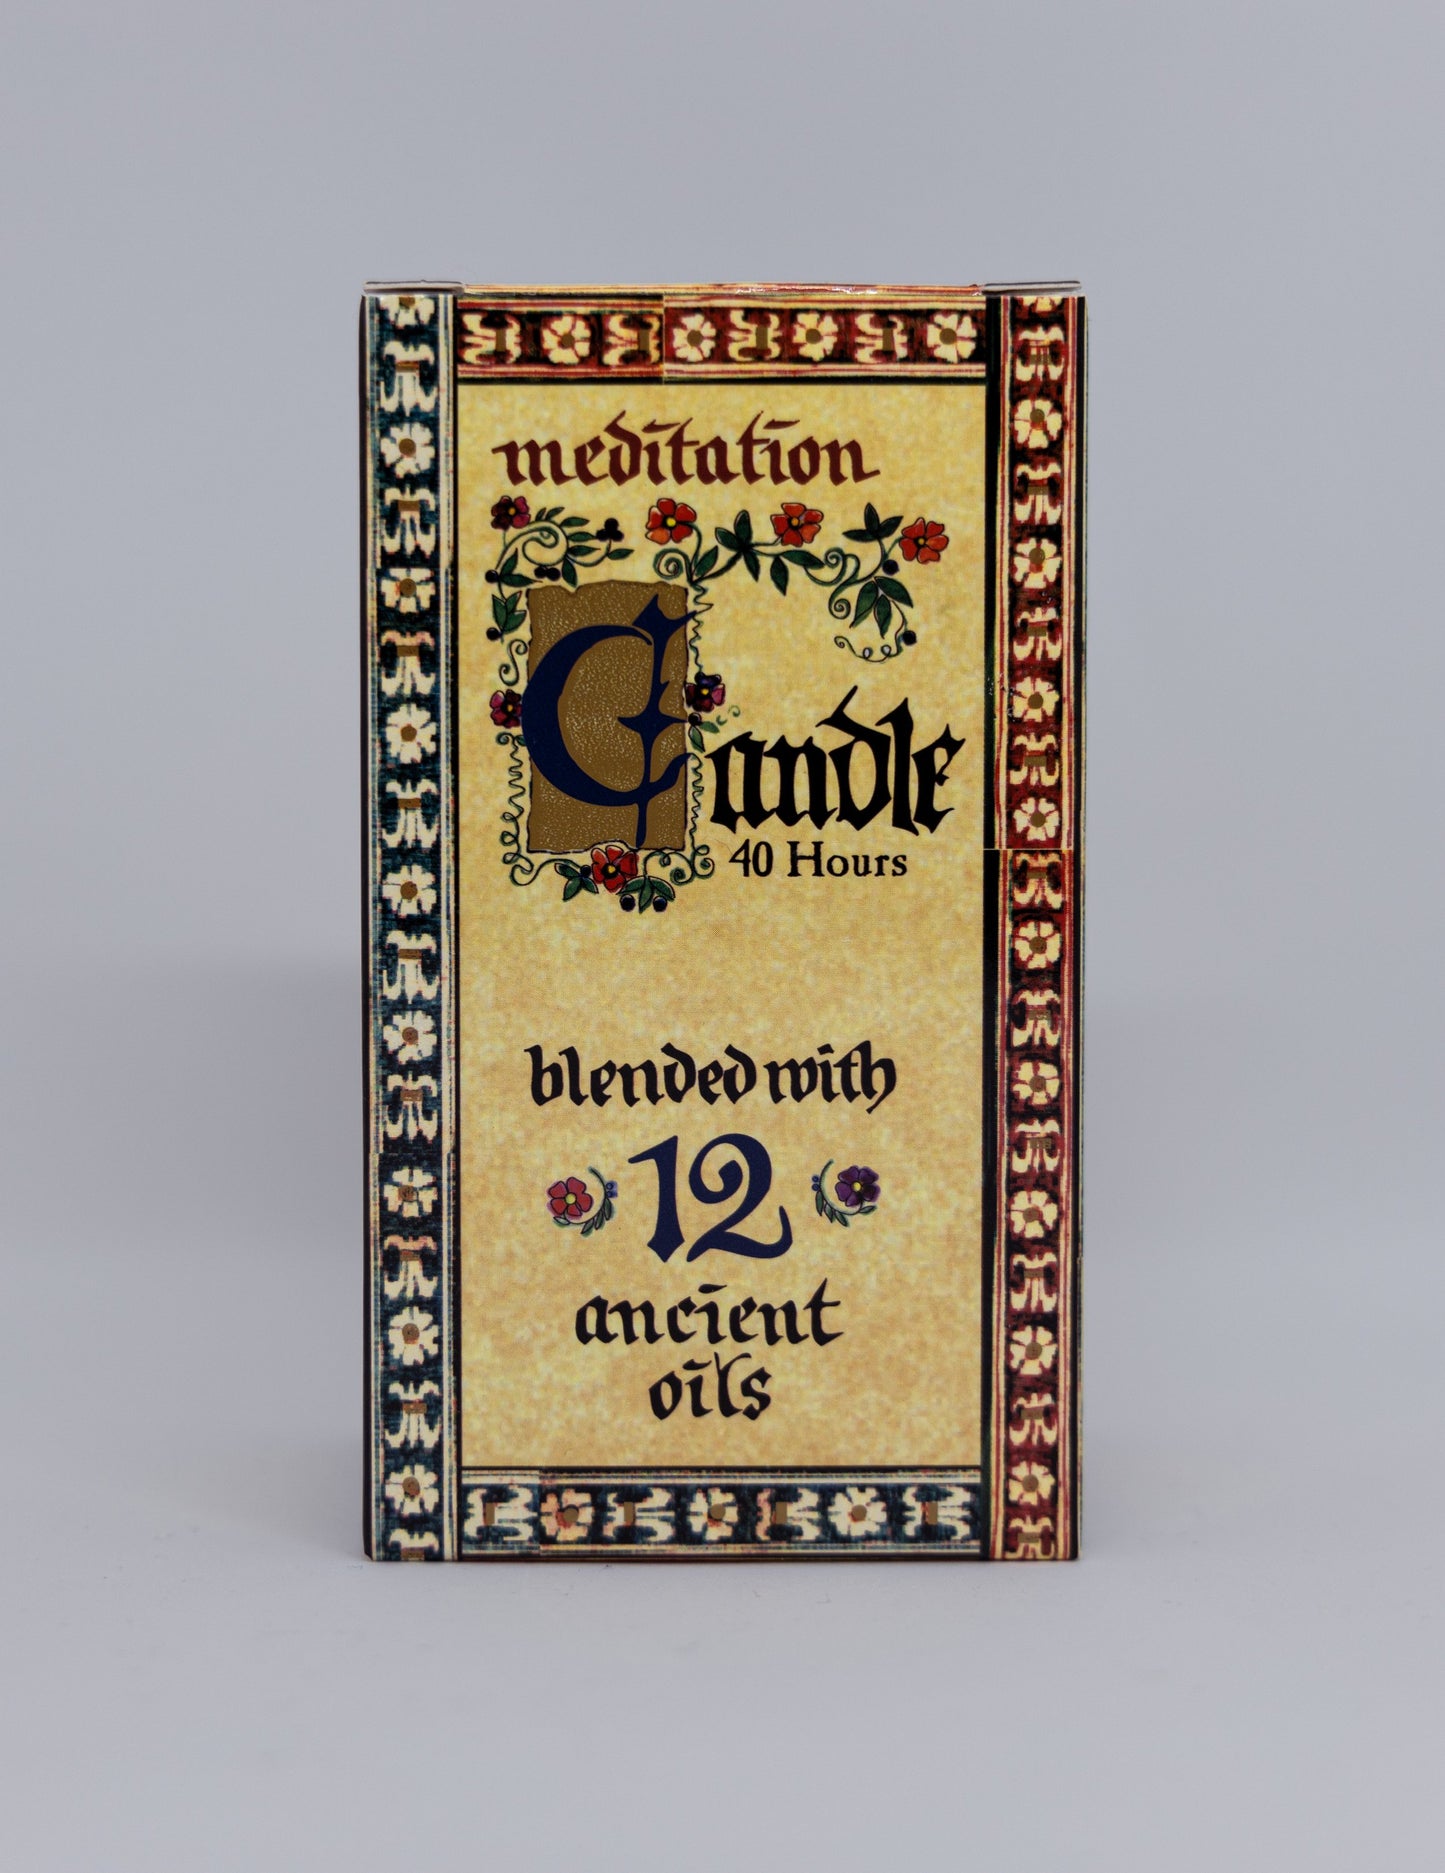 meditation
Candle
40 Hours
blended with
12
ancient
oils